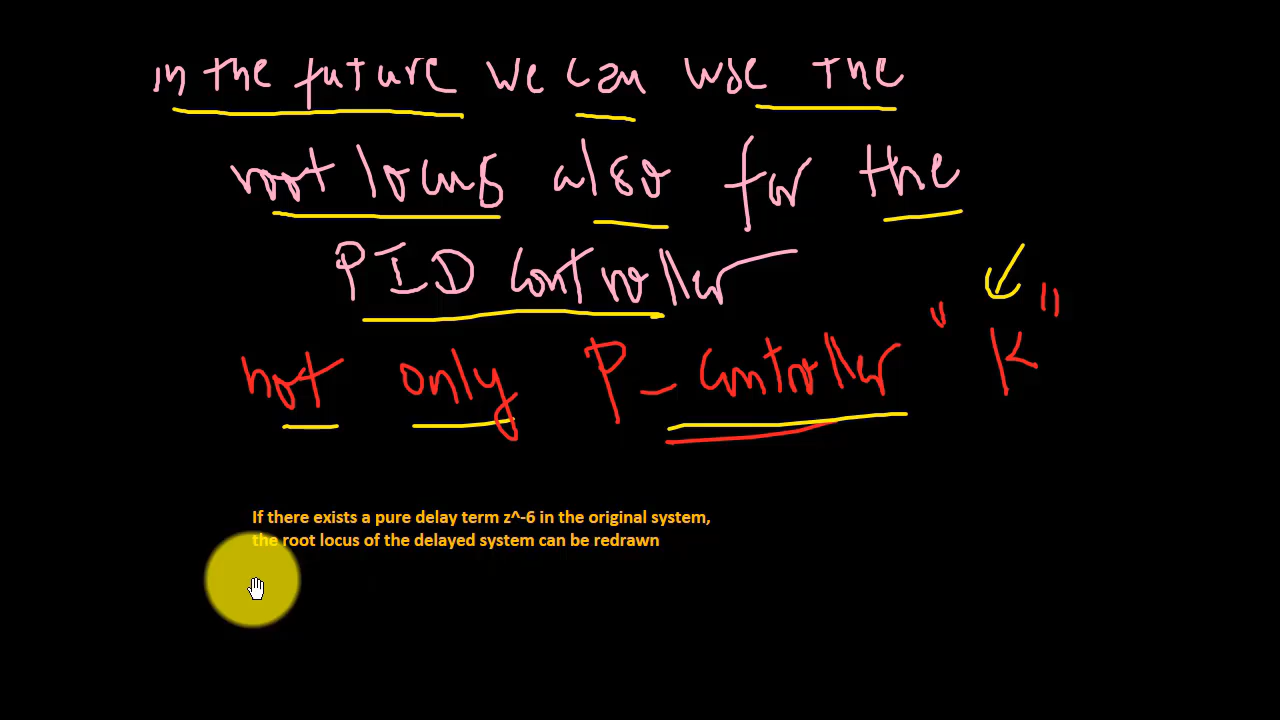 in the future we can use the
root locus also for the
PID controller
not only P_controller "K"
If there exists a pure delay term z^-6 in the original system,
the root locus of the delayed system can be redrawn